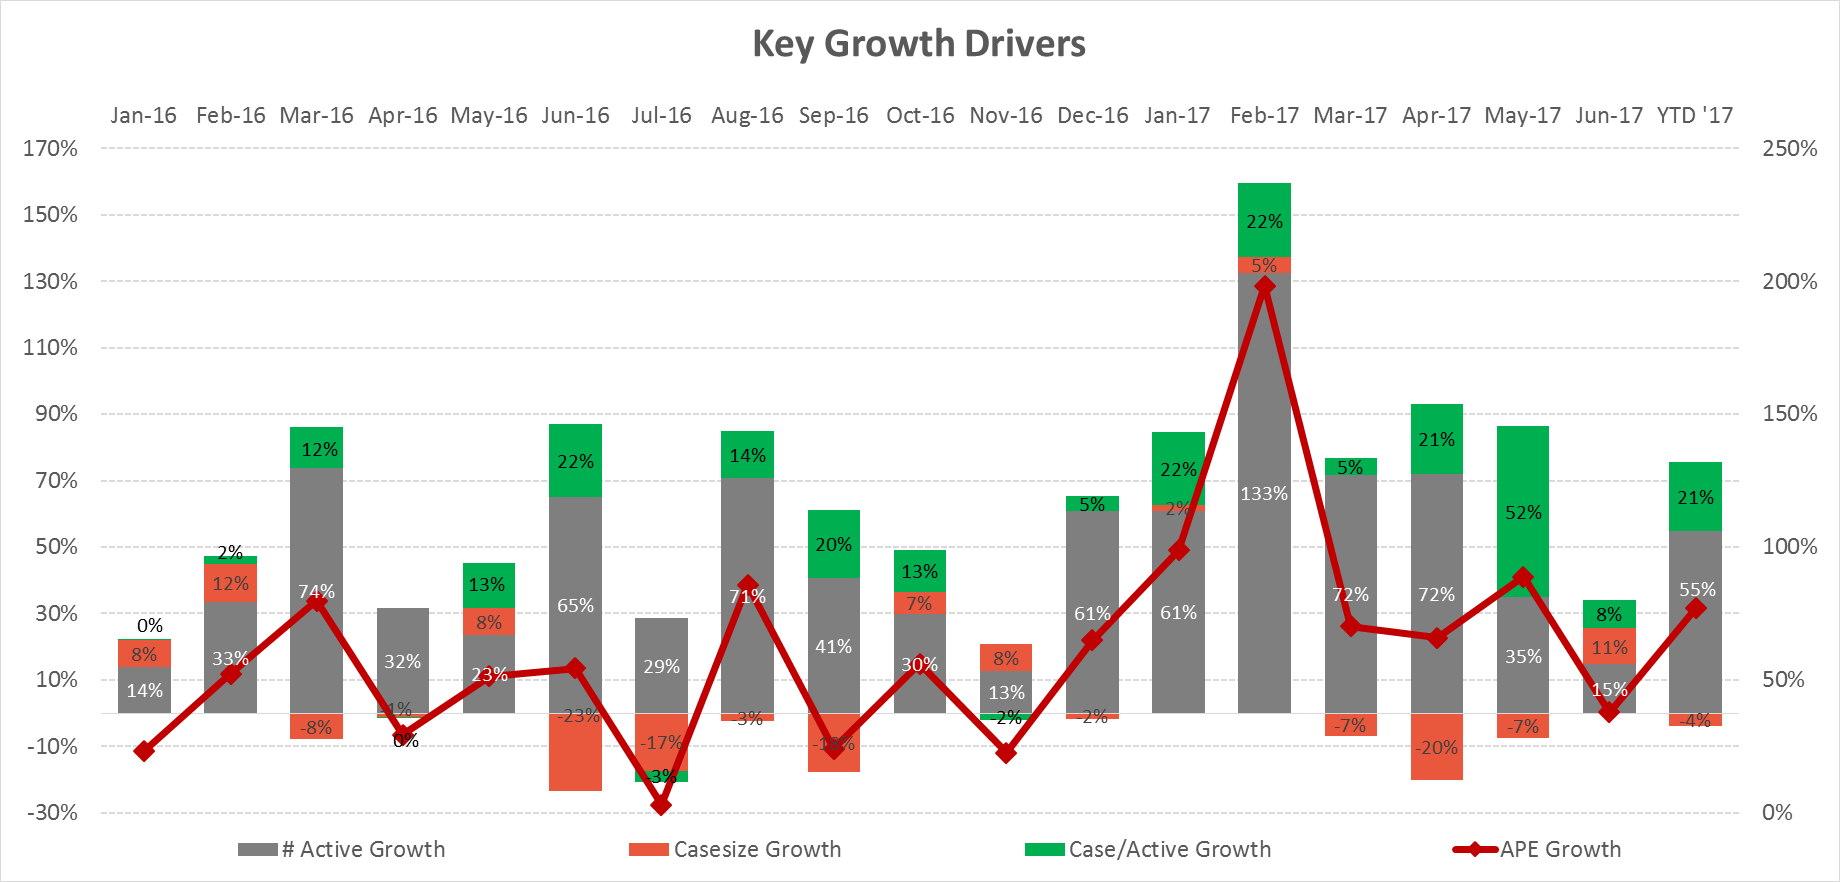 Key Growth Drivers
Jan-16 Feb-16 Mar-16 Apr-16 May-16 Jun-16 Jul-16 Aug-16 Sep-16 Oct-16 Nov-16 Dec-16 Jan-17 Feb-17 Mar-17 Apr-17 May-17 Jun-17 YTD '17
170% 250%
150%
22%
130% 5% 200%
110%
90% 150%
12% 22% 14% 22% 5% 21%
70%
133% 52% 21%
5% 2%
50% 2% 20% 100%
12% 13% 13%
74% 65% 71% 7% 61% 61% 72% 72% 55%
30% 0% 8% 8%
8% 33% 32% 29% 41% 30% 8% 35% 11%
10% 14% 23% 13% 15% 50%
-1% -23% -3% -2% -2% -4%
-8% -7% -7%
-10% 0% -17% -18% -20%
-3%
-30% 0%
# Active Growth Casesize Growth Case/Active Growth APE Growth